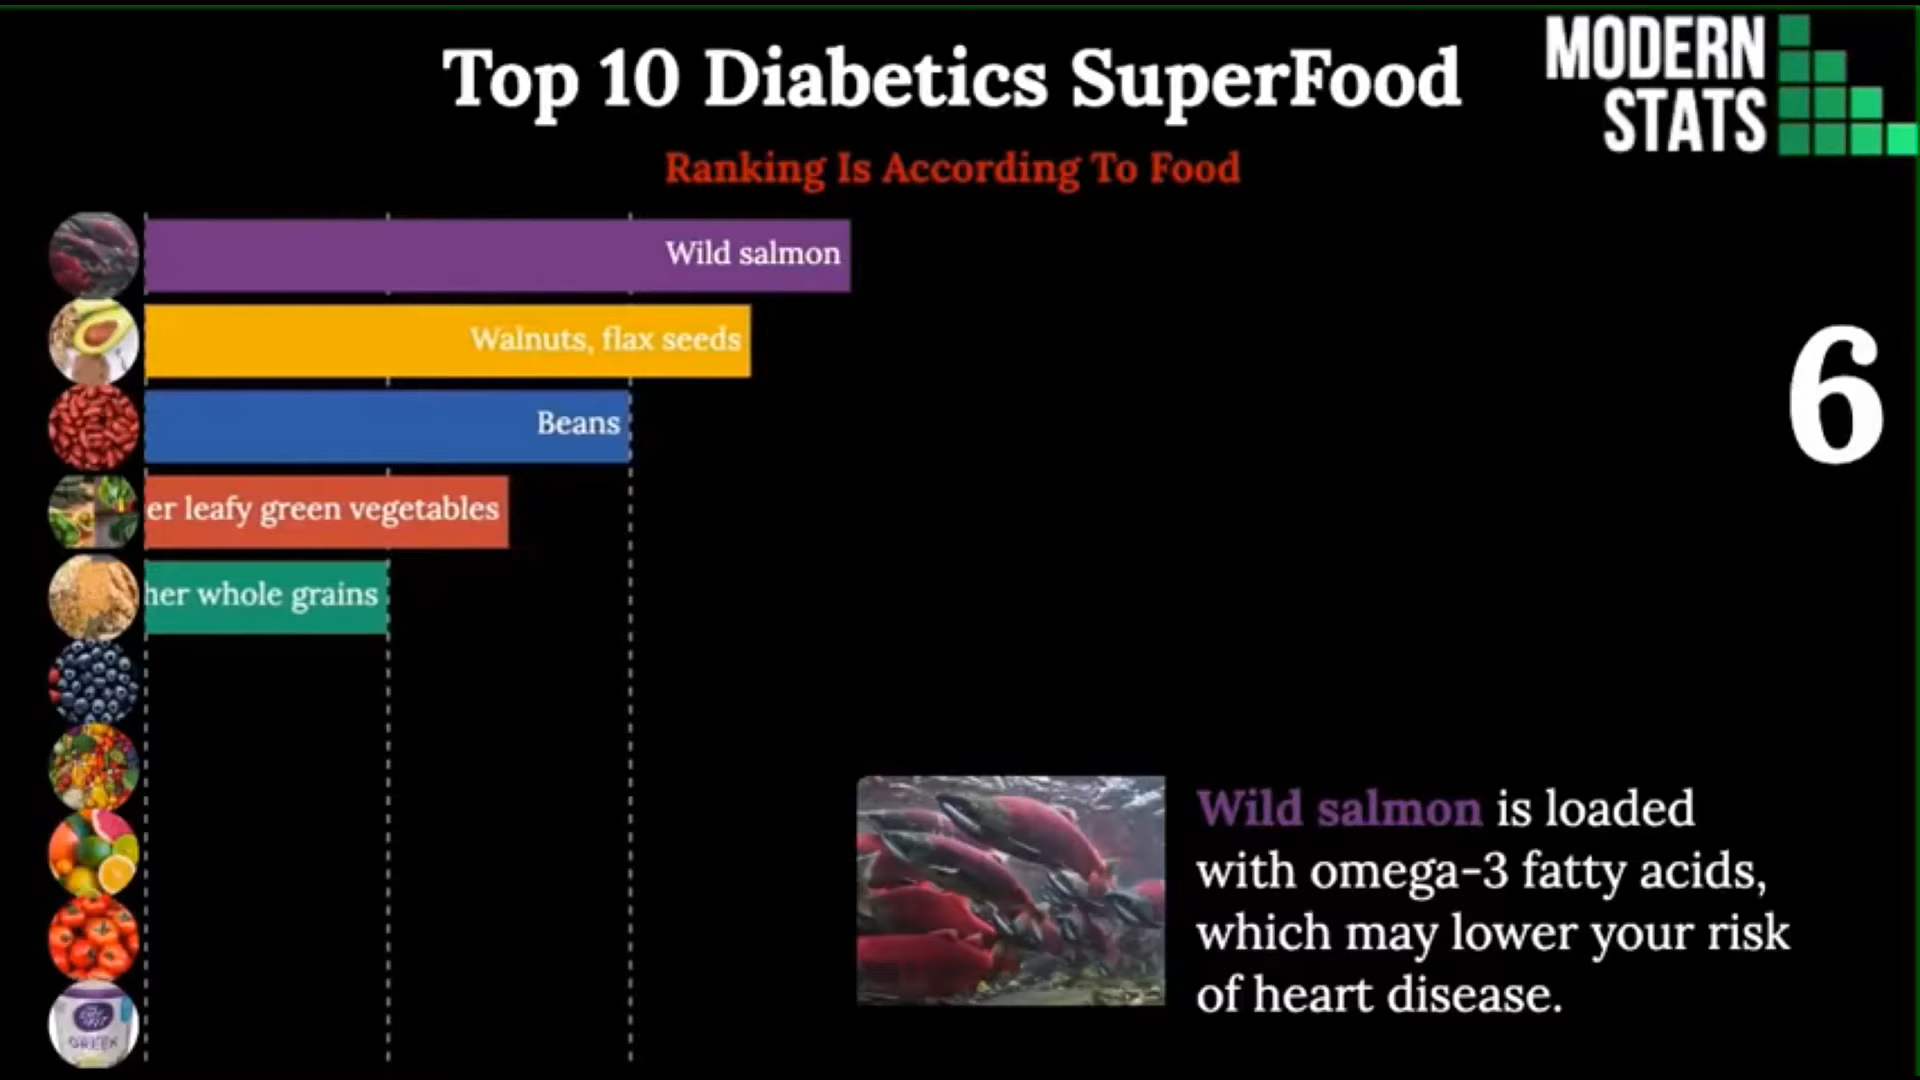 Top 10 Diabetics SuperFood
MODERN
STATS
Ranking Is According To Food
Wild salmon
Walnuts, flax seeds
6
Beans
er leafy green vegetables
her whole grains
Wild salmon is loaded
with omega-3 fatty acids,
which may lower your risk
of heart disease.
GREEK